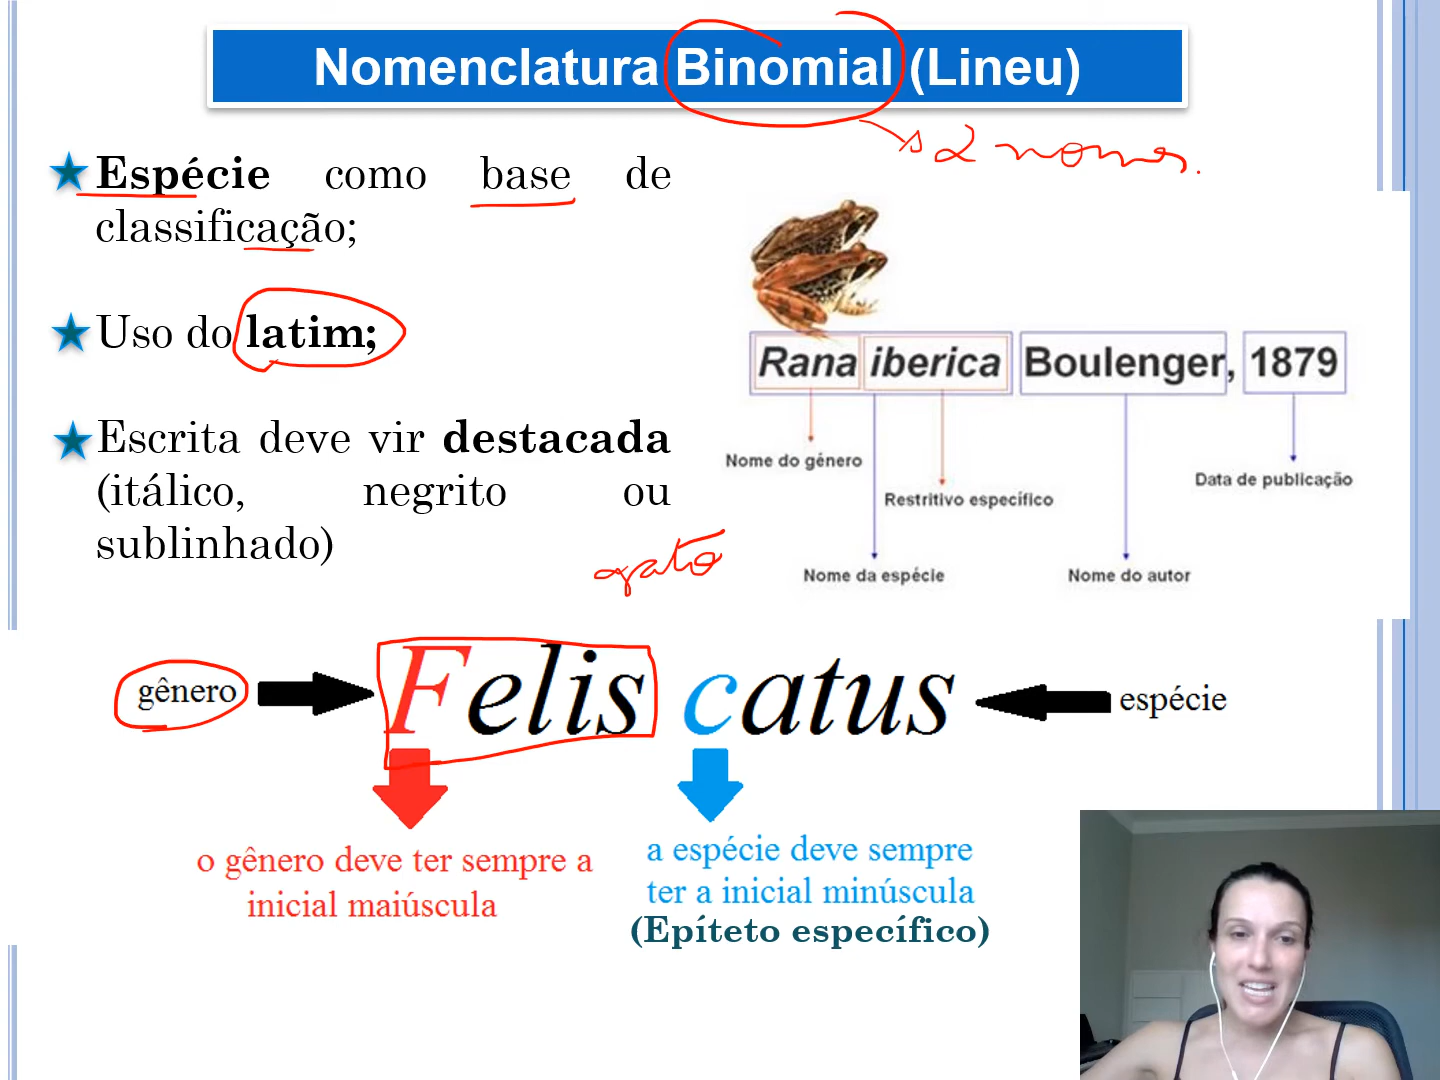 Nomenclatura Binomial (Lineu)
→ 2 nomes.
Espécie como base de
classificação;
Uso do latim;
Escrita deve vir destacada
(itálico, negrito ou
sublinhado)
gato
Rana iberica Boulenger, 1879
Nome do género
Restritivo específico
Data de publicação
Nome da espécie
Nome do autor
gênero
Felis catus
espécie
o gênero deve ter sempre a
inicial maiúscula
a espécie deve sempre
ter a inicial minúscula
(Epíteto específico)